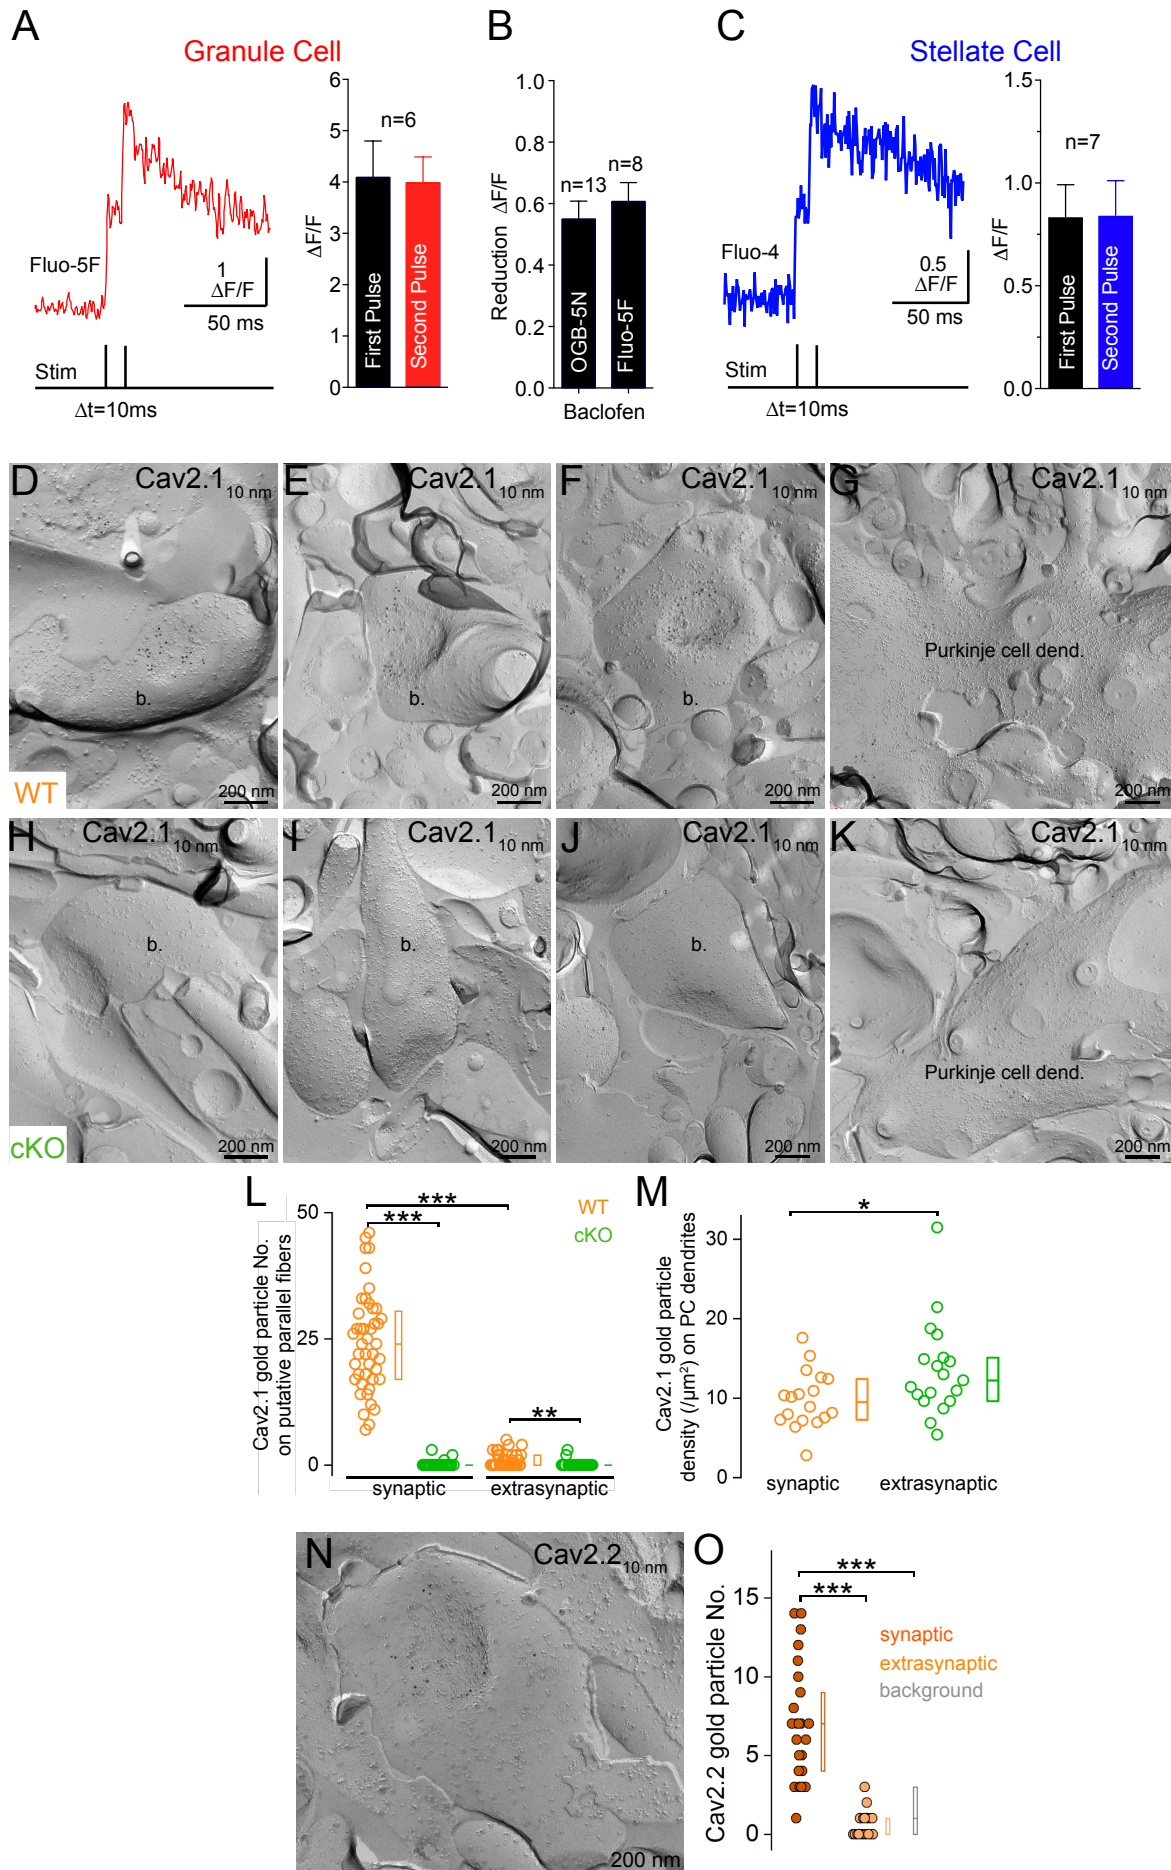 A
Granule Cell
Fluo-5F
1
ΔF/F
50 ms
Stim
Δt=10ms
ΔF/F
6
5
4
3
2
1
0
n=6
First Pulse
Second Pulse
B
Reduction ΔF/F
1.0
0.8
0.6
0.4
0.2
0.0
n=13
n=8
OGB-5N
Fluo-5F
Baclofen
C
Stellate Cell
Fluo-4
0.5
ΔF/F
50 ms
Stim
Δt=10ms
ΔF/F
1.5
1.0
0.5
0.0
n=7
First Pulse
Second Pulse
D
Cav2.1 10 nm
b.
WT
200 nm
E
Cav2.1 10 nm
b.
200 nm
F
Cav2.1 10 nm
b.
200 nm
G
Cav2.1 10 nm
Purkinje cell dend.
200 nm
H
Cav2.1 10 nm
b.
cKO
200 nm
I
Cav2.1 10 nm
b.
200 nm
J
Cav2.1 10 nm
b.
200 nm
K
Cav2.1 10 nm
Purkinje cell dend.
200 nm
L
Cav2.1 gold particle No.
on putative parallel fibers
50
25
0
***
***
**
WT
cKO
synaptic
extrasynaptic
M
Cav2.1 gold particle
density (/μm²) on PC dendrites
30
20
10
0
*
synaptic
extrasynaptic
N
Cav2.2 10 nm
200 nm
O
Cav2.2 gold particle No.
15
10
5
0
***
***
synaptic
extrasynaptic
background